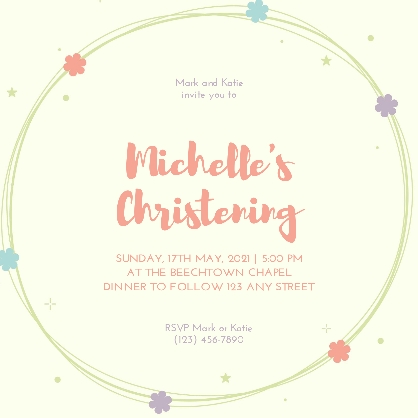 Mark and Katie
invite you to
Michelle's
Christening
SUNDAY, 17TH MAY, 2021 | 5:00 PM
AT THE BEECHTOWN CHAPEL
DINNER TO FOLLOW 123 ANY STREET
RSVP Mark or Katie
(123) 456-7890